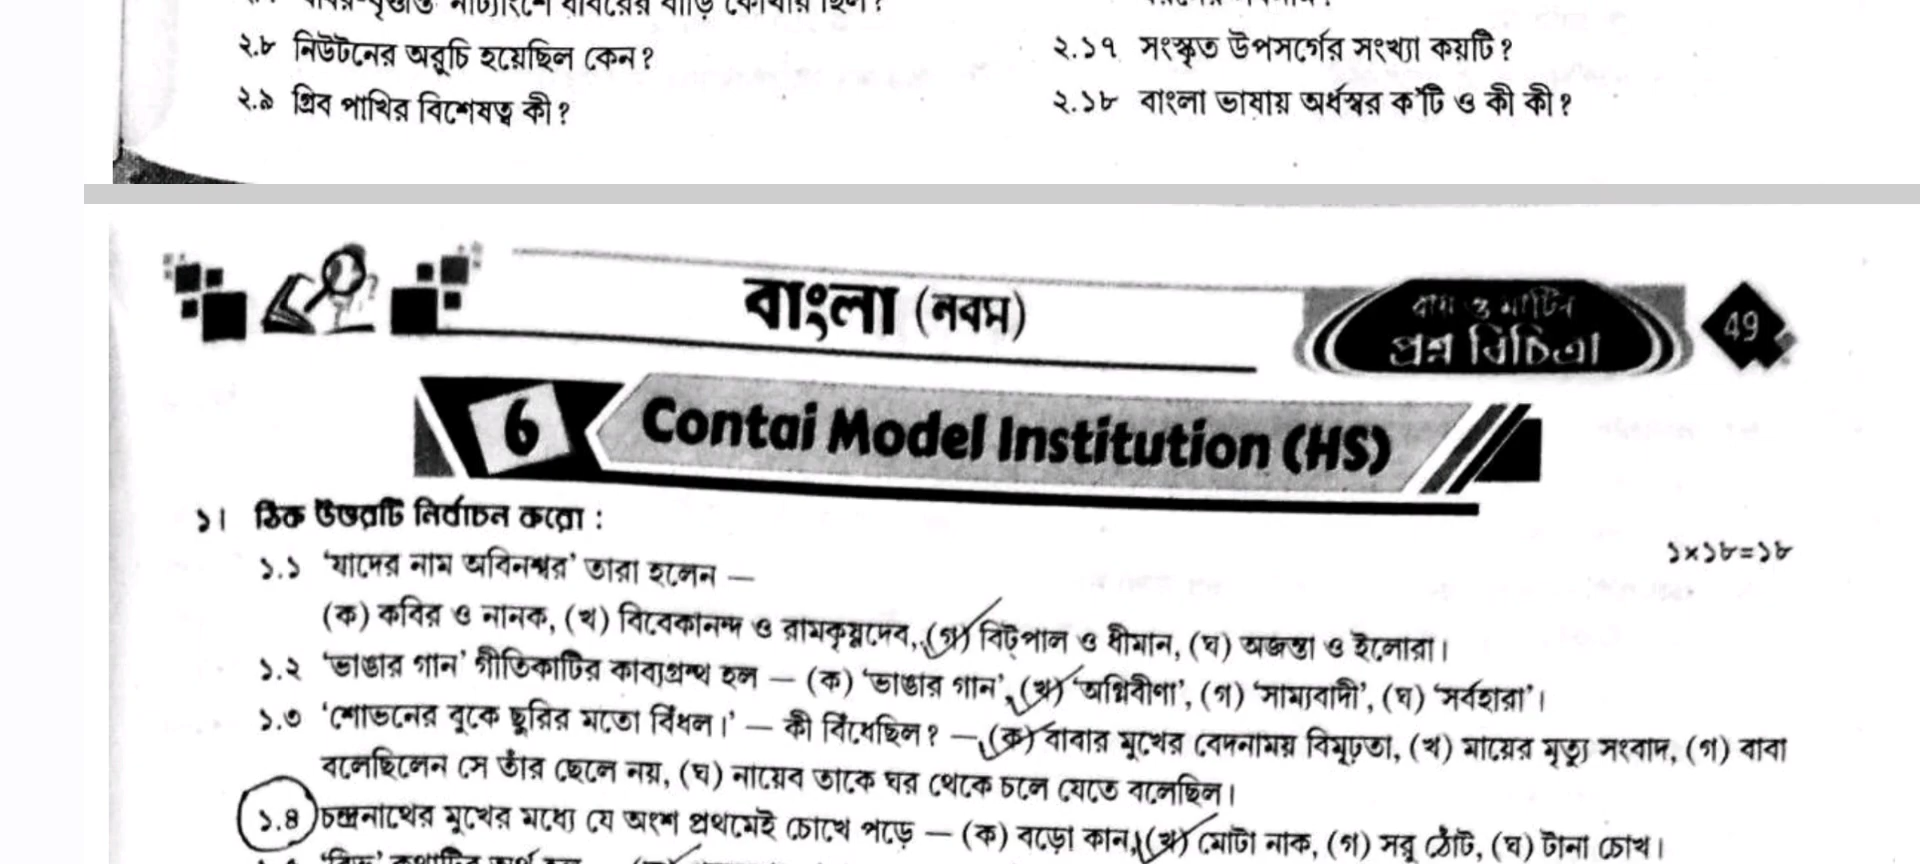 ২.৮ নিউটনের অরুচি হয়েছিল কেন?
২.৯ গ্রিব পাখির বিশেষত্ব কী?
২.১৭ সংস্কৃত উপসর্গের সংখ্যা কয়টি?
২.১৮ বাংলা ভাষায় অর্ধস্বর ক'টি ও কী কী?
বাংলা (নবম)
প্রশ্ন বিচিত্রা
49
6 Contai Model Institution (HS)
১। ঠিক উত্তরটি নির্বাচন করো :
১×১৮=১৮
১.১ 'যাদের নাম অবিনশ্বর' তারা হলেন —
(ক) কবির ও নানক, (খ) বিবেকানন্দ ও রামকৃষ্ণদেব, (গ) বিট্‌পাল ও ধীমান, (ঘ) অজন্তা ও ইলোরা।
১.২ 'ভাঙার গান' গীতিকাটির কাব্যগ্রন্থ হল — (ক) 'ভাঙার গান', (খ) 'অগ্নিবীণা', (গ) 'সাম্যবাদী', (ঘ) 'সর্বহারা'।
১.৩ 'শোভনের বুকে ছুরির মতো বিঁধল।' — কী বিঁধেছিল? — (ক) বাবার মুখের বেদনাময় বিমূঢ়তা, (খ) মায়ের মৃত্যু সংবাদ, (গ) বাবা
বলেছিলেন সে তাঁর ছেলে নয়, (ঘ) নায়েব তাকে ঘর থেকে চলে যেতে বলেছিল।
১.৪ চন্দ্রনাথের মুখের মধ্যে যে অংশ প্রথমেই চোখে পড়ে — (ক) বড়ো কান, (খ) মোটা নাক, (গ) সরু ঠোঁট, (ঘ) টানা চোখ।